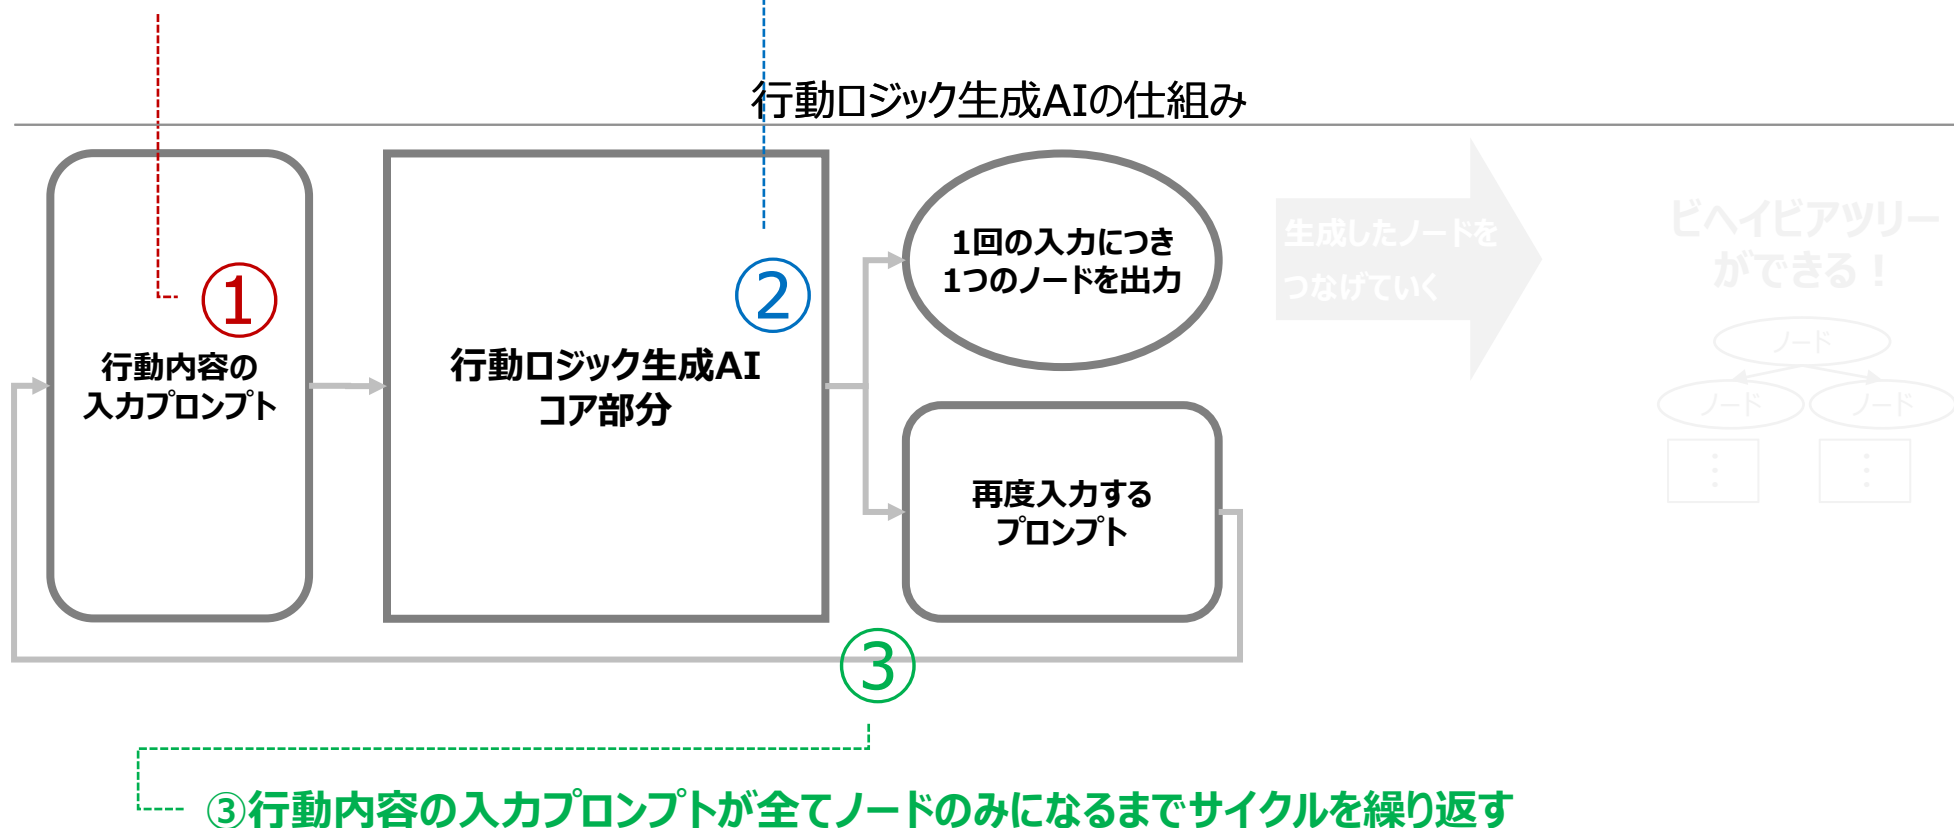 行動ロジック生成AIの仕組み
①
行動内容の
入力プロンプト
②
行動ロジック生成AI
コア部分
1回の入力につき
1つのノードを出力
再度入力する
プロンプト
生成したノードを
つなげていく
ビヘイビアツリー
ができる！
ノード
ノード
ノード
⋮
⋮
③
③行動内容の入力プロンプトが全てノードのみになるまでサイクルを繰り返す